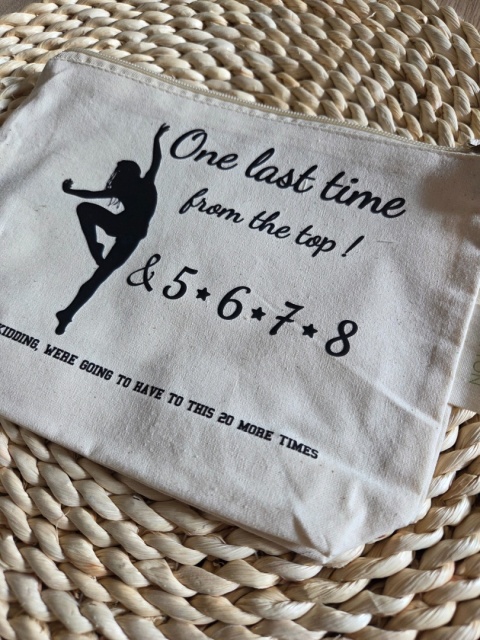 One last time
from the top !
& 5★6★7★8
KIDDING, WERE GOING TO HAVE TO THIS 20 MORE TIMES